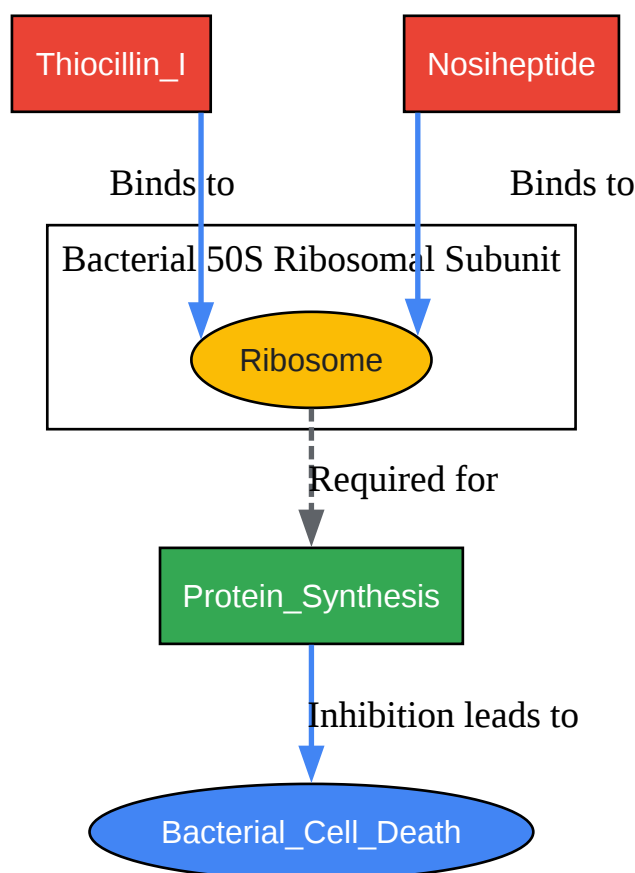 Thiocillin_I
Nosiheptide
Binds to
Binds to
Bacterial 50S Ribosomal Subunit
Ribosome
Required for
Protein_Synthesis
Inhibition leads to
Bacterial_Cell_Death